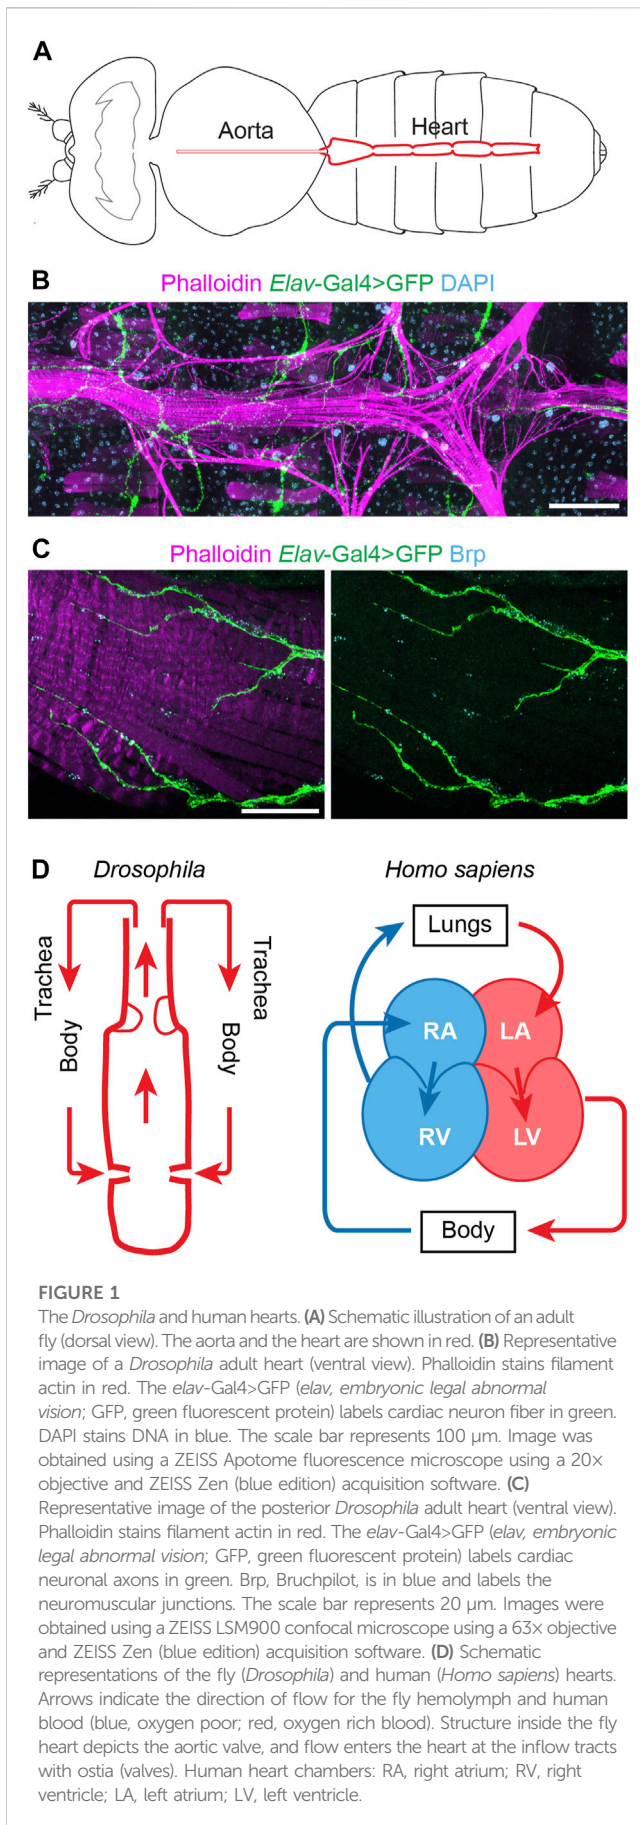 A
Aorta
Heart
B
Phalloidin Elav-Gal4>GFP DAPI
C
Phalloidin Elav-Gal4>GFP Brp
D
Drosophila
Homo sapiens
Trachea
Body
Trachea
Body
Lungs
RA
LA
RV
LV
Body
FIGURE 1
The Drosophila and human hearts. (A) Schematic illustration of an adult
fly (dorsal view). The aorta and the heart are shown in red. (B) Representative
image of a Drosophila adult heart (ventral view). Phalloidin stains filament
actin in red. The elav-Gal4>GFP (elav, embryonic legal abnormal
vision; GFP, green fluorescent protein) labels cardiac neuron fiber in green.
DAPI stains DNA in blue. The scale bar represents 100 μm. Image was
obtained using a ZEISS Apotome fluorescence microscope using a 20×
objective and ZEISS Zen (blue edition) acquisition software. (C)
Representative image of the posterior Drosophila adult heart (ventral view).
Phalloidin stains filament actin in red. The elav-Gal4>GFP (elav, embryonic
legal abnormal vision; GFP, green fluorescent protein) labels cardiac
neuronal axons in green. Brp, Bruchpilot, is in blue and labels the
neuromuscular junctions. The scale bar represents 20 μm. Images were
obtained using a ZEISS LSM900 confocal microscope using a 63× objective
and ZEISS Zen (blue edition) acquisition software. (D) Schematic
representations of the fly (Drosophila) and human (Homo sapiens) hearts.
Arrows indicate the direction of flow for the fly hemolymph and human
blood (blue, oxygen poor; red, oxygen rich blood). Structure inside the fly
heart depicts the aortic valve, and flow enters the heart at the inflow tracts
with ostia (valves). Human heart chambers: RA, right atrium; RV, right
ventricle; LA, left atrium; LV, left ventricle.